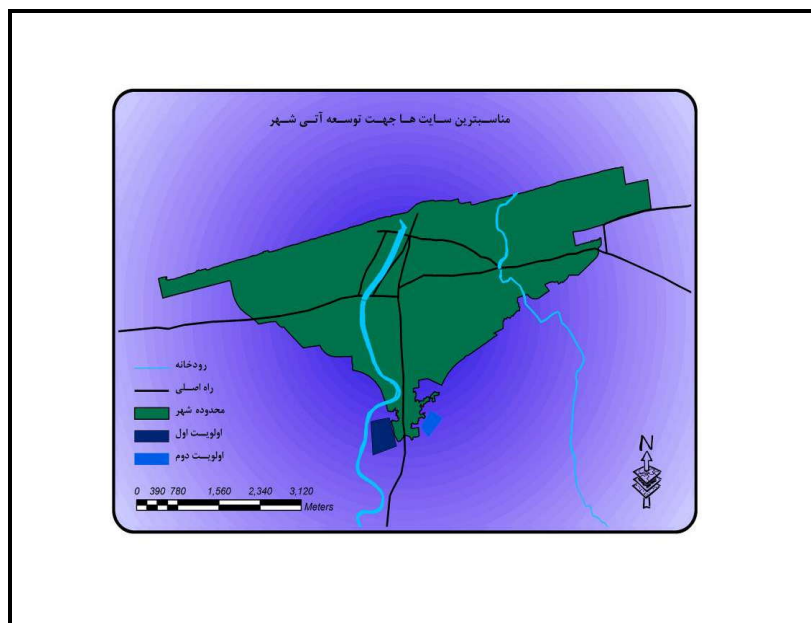 مناسبترین سایت ها جهت توسعه آتی شهر
رودخانه
راه اصلی
محدوده شهر
اولویت اول
اولویت دوم
0 390 780 1,560 2,340 3,120
Meters
N